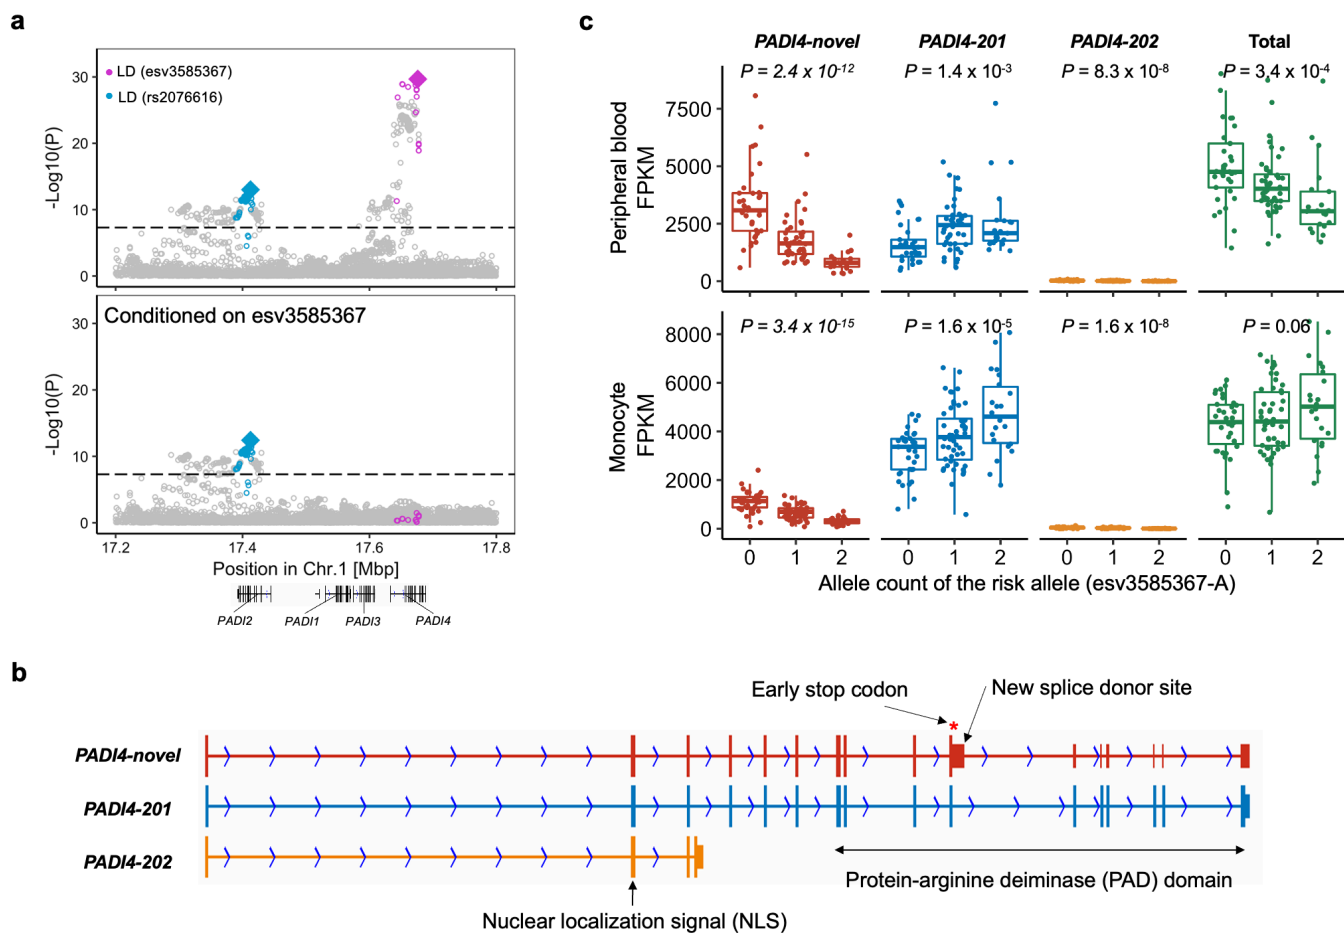 a
LD (esv3585367)
LD (rs2076616)
-Log10(P)
30
20
10
0
Conditioned on esv3585367
-Log10(P)
30
20
10
0
17.2 17.4 17.6 17.8
Position in Chr.1 [Mbp]
PADI2 PADI1 PADI3 PADI4
c
PADI4-novel PADI4-201 PADI4-202 Total
P = 2.4 x 10-12 P = 1.4 x 10-3 P = 8.3 x 10-8 P = 3.4 x 10-4
Peripheral blood
FPKM
7500
5000
2500
0
P = 3.4 x 10-15 P = 1.6 x 10-5 P = 1.6 x 10-8 P = 0.06
Monocyte
FPKM
8000
6000
4000
2000
0
0 1 2 0 1 2 0 1 2 0 1 2
Allele count of the risk allele (esv3585367-A)
b
Early stop codon
New splice donor site
*
PADI4-novel
PADI4-201
PADI4-202
Protein-arginine deiminase (PAD) domain
Nuclear localization signal (NLS)